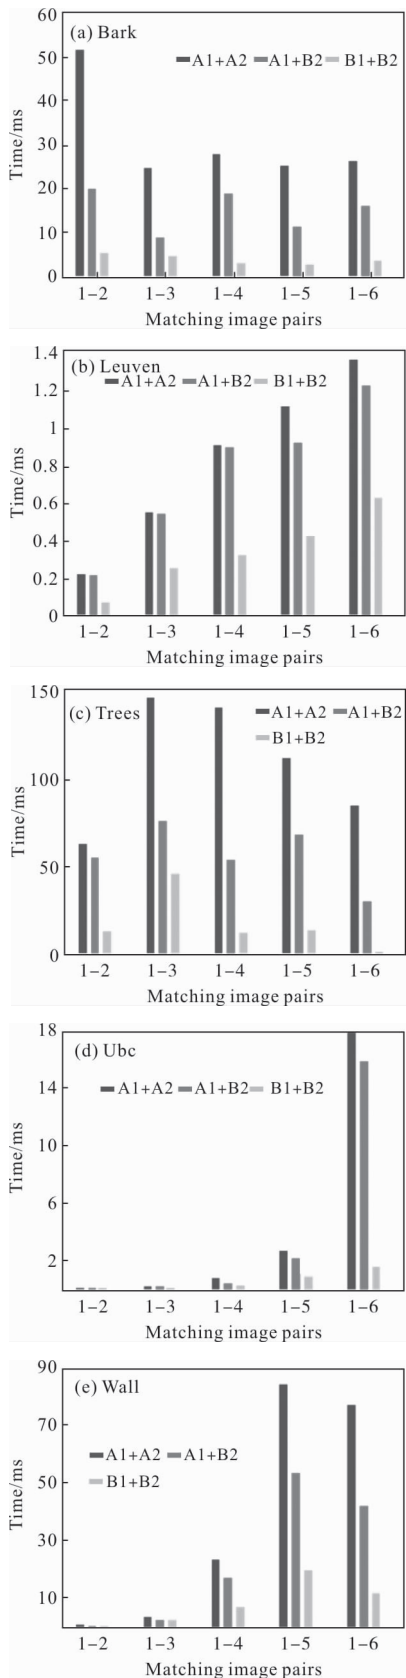 60
(a) Bark
50
A1+A2 A1+B2 B1+B2
40
Time/ms
30
20
10
0
1-2 1-3 1-4 1-5 1-6
Matching image pairs
1.4
(b) Leuven
A1+A2 A1+B2 B1+B2
1.2
1
0.8
Time/ms
0.6
0.4
0.2
0
1-2 1-3 1-4 1-5 1-6
Matching image pairs
150
(c) Trees
A1+A2 A1+B2
B1+B2
100
Time/ms
50
0
1-2 1-3 1-4 1-5 1-6
Matching image pairs
18
(d) Ubc
14
A1+A2 A1+B2 B1+B2
10
Time/ms
6
2
1-2 1-3 1-4 1-5 1-6
Matching image pairs
90
(e) Wall
70
A1+A2 A1+B2
B1+B2
50
Time/ms
30
10
1-2 1-3 1-4 1-5 1-6
Matching image pairs